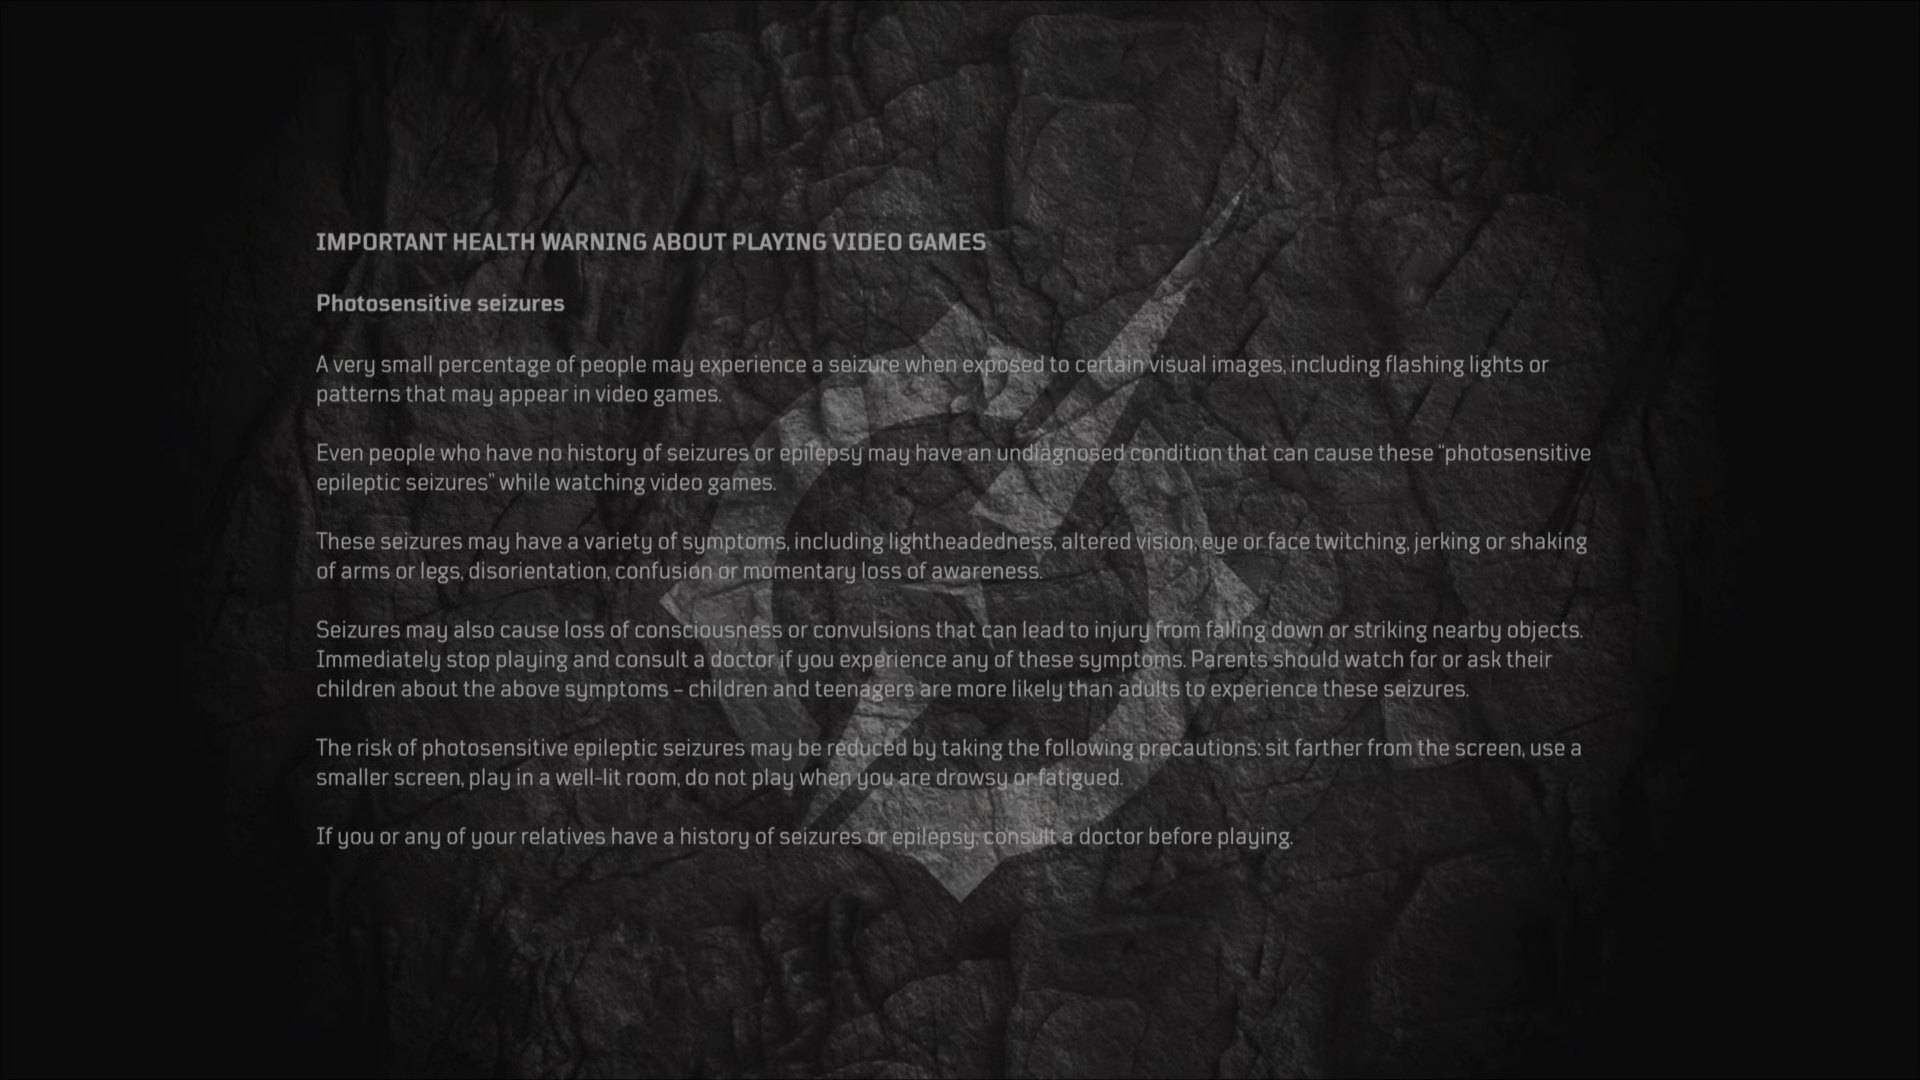 IMPORTANT HEALTH WARNING ABOUT PLAYING VIDEO GAMES
Photosensitive seizures
A very small percentage of people may experience a seizure when exposed to certain visual images, including flashing lights or
patterns that may appear in video games.
Even people who have no history of seizures or epilepsy may have an undiagnosed condition that can cause these “photosensitive
epileptic seizures” while watching video games.
These seizures may have a variety of symptoms, including lightheadedness, altered vision, eye or face twitching, jerking or shaking
of arms or legs, disorientation, confusion or momentary loss of awareness.
Seizures may also cause loss of consciousness or convulsions that can lead to injury from falling down or striking nearby objects.
Immediately stop playing and consult a doctor if you experience any of these symptoms. Parents should watch for or ask their
children about the above symptoms – children and teenagers are more likely than adults to experience these seizures.
The risk of photosensitive epileptic seizures may be reduced by taking the following precautions: sit farther from the screen, use a
smaller screen, play in a well-lit room, do not play when you are drowsy or fatigued.
If you or any of your relatives have a history of seizures or epilepsy, consult a doctor before playing.